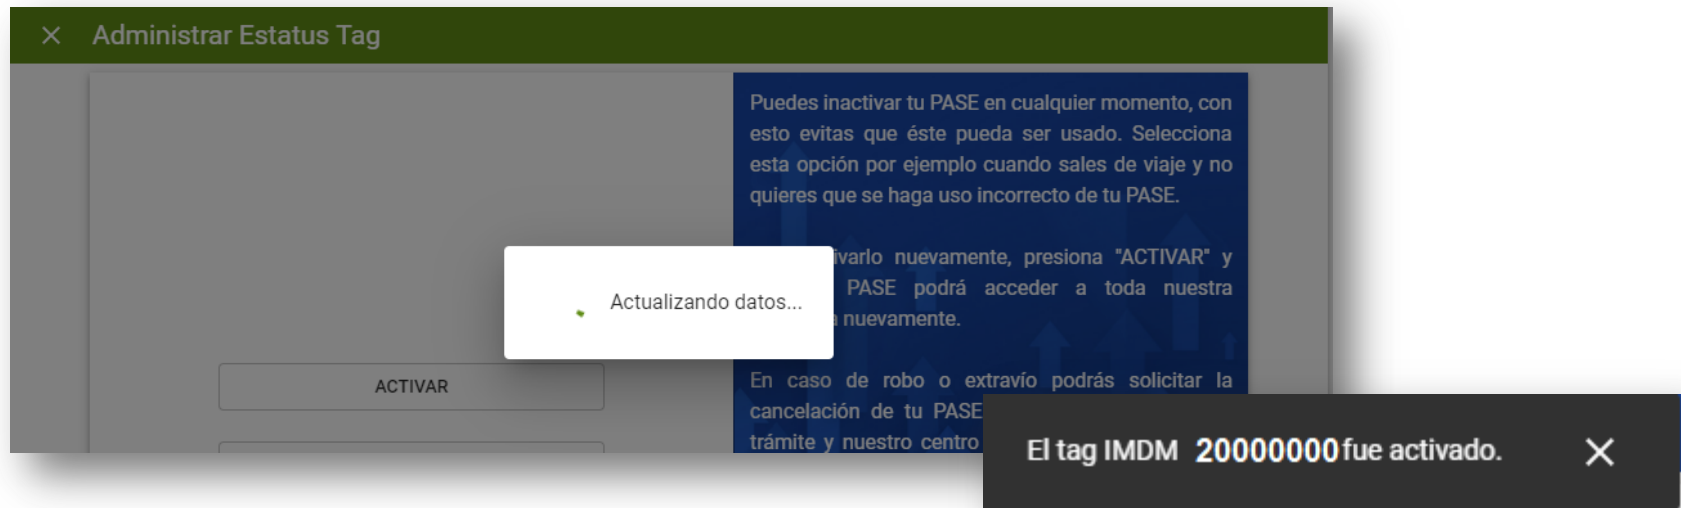 Administrar Estatus Tag
Puedes inactivar tu PASE en cualquier momento, con
esto evitas que éste pueda ser usado. Selecciona
esta opción por ejemplo cuando sales de viaje y no
quieres que se haga uso incorrecto de tu PASE.
nuevamente, presiona "ACTIVAR" y
PASE podrá acceder a toda nuestra
nuevamente.
Actualizando datos...
ACTIVAR
En caso de robo o extravío podrás solicitar la
cancelación de tu PASE
trámite y nuestro centro
El tag IMDM 20000000 fue activado.